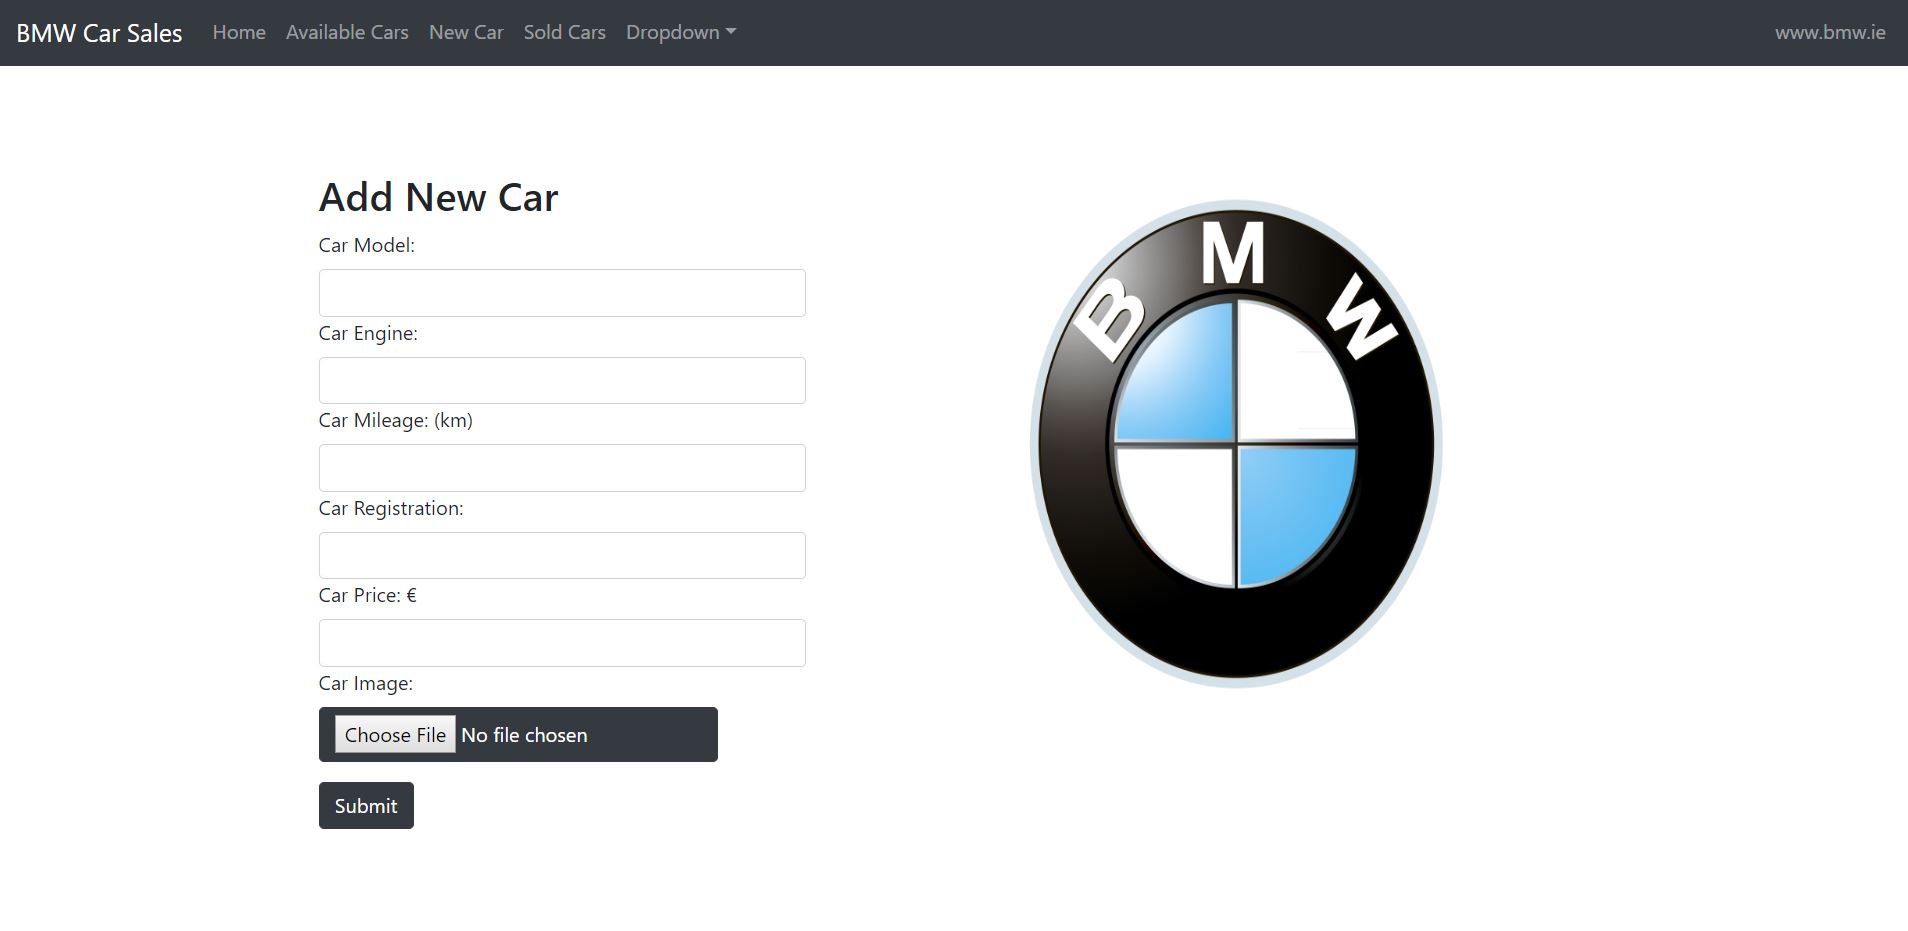 BMW Car Sales Home Available Cars New Car Sold Cars Dropdown www.bmw.ie
Add New Car
Car Model:
Car Engine:
Car Mileage: (km)
Car Registration:
Car Price: €
Car Image:
Choose File No file chosen
Submit
BMW